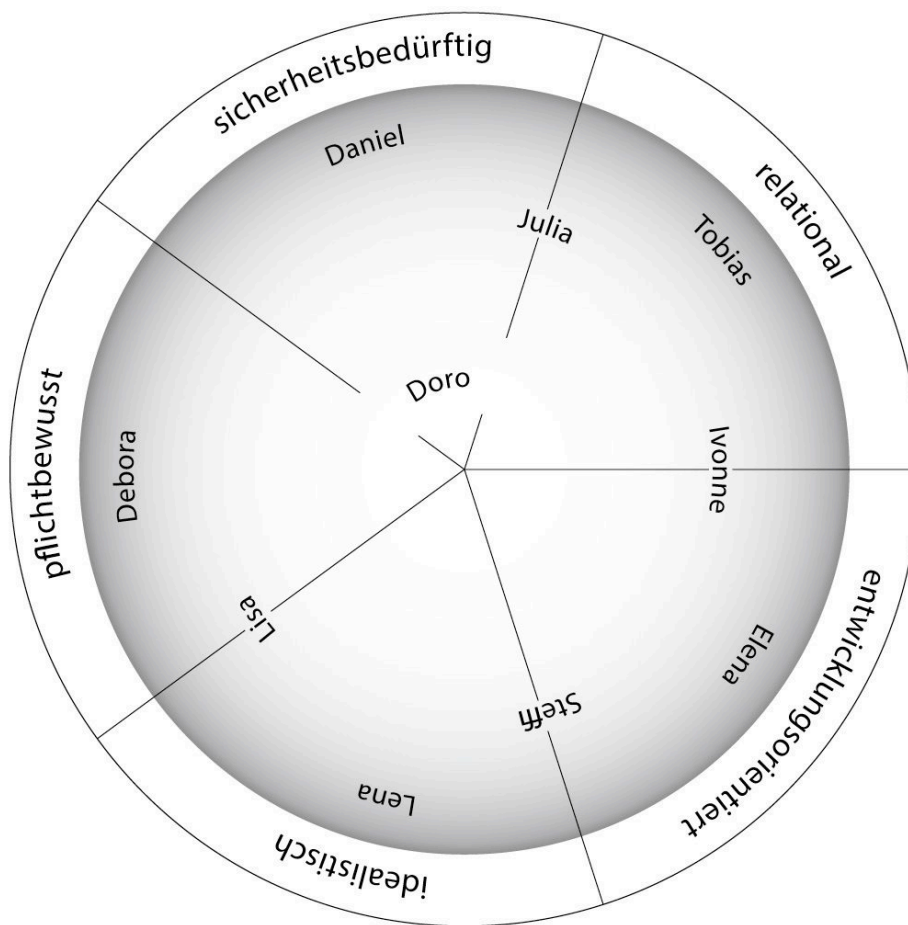 sicherheitsbedürftig
Daniel
relational
Tobias
Julia
Doro
pflichtbewusst
Debora
Ivonne
entwicklungsorientiert
Elena
Lisa
Steffi
Lena
idealistisch